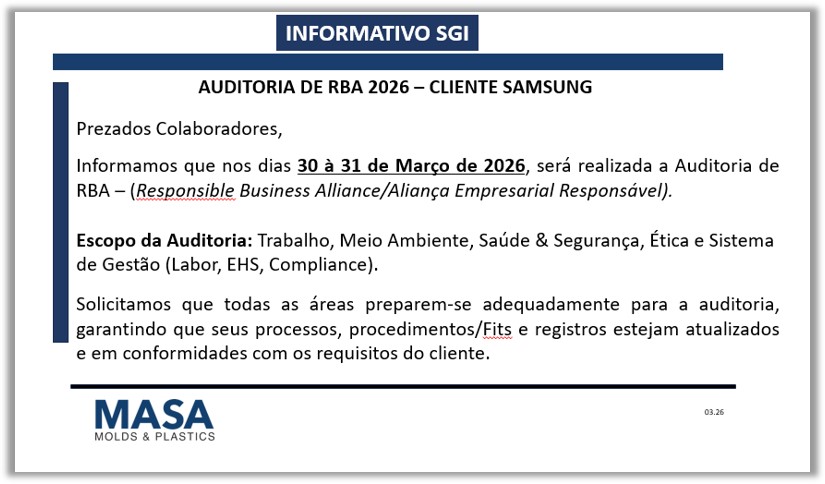 INFORMATIVO SGI
AUDITORIA DE RBA 2026 – CLIENTE SAMSUNG
Prezados Colaboradores,
Informamos que nos dias 30 à 31 de Março de 2026, será realizada a Auditoria de
RBA – (Responsible Business Alliance/Aliança Empresarial Responsável).
Escopo da Auditoria: Trabalho, Meio Ambiente, Saúde & Segurança, Ética e Sistema
de Gestão (Labor, EHS, Compliance).
Solicitamos que todas as áreas preparem-se adequadamente para a auditoria,
garantindo que seus processos, procedimentos/Fits e registros estejam atualizados
e em conformidades com os requisitos do cliente.
MASA
MOLDS & PLASTICS
03.26